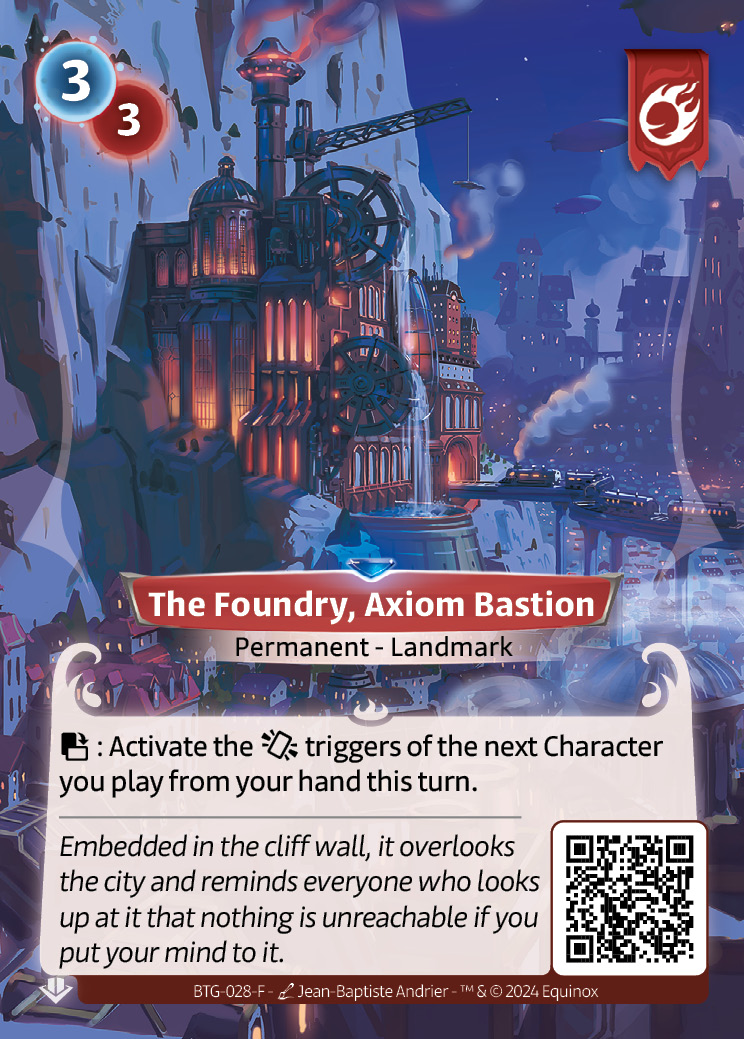 3
3
The Foundry, Axiom Bastion
Permanent - Landmark
: Activate the triggers of the next Character
you play from your hand this turn.
Embedded in the cliff wall, it overlooks
the city and reminds everyone who looks
up at it that nothing is unreachable if you
put your mind to it.
BTG-028-F - Jean-Baptiste Andrier - ™ & © 2024 Equinox